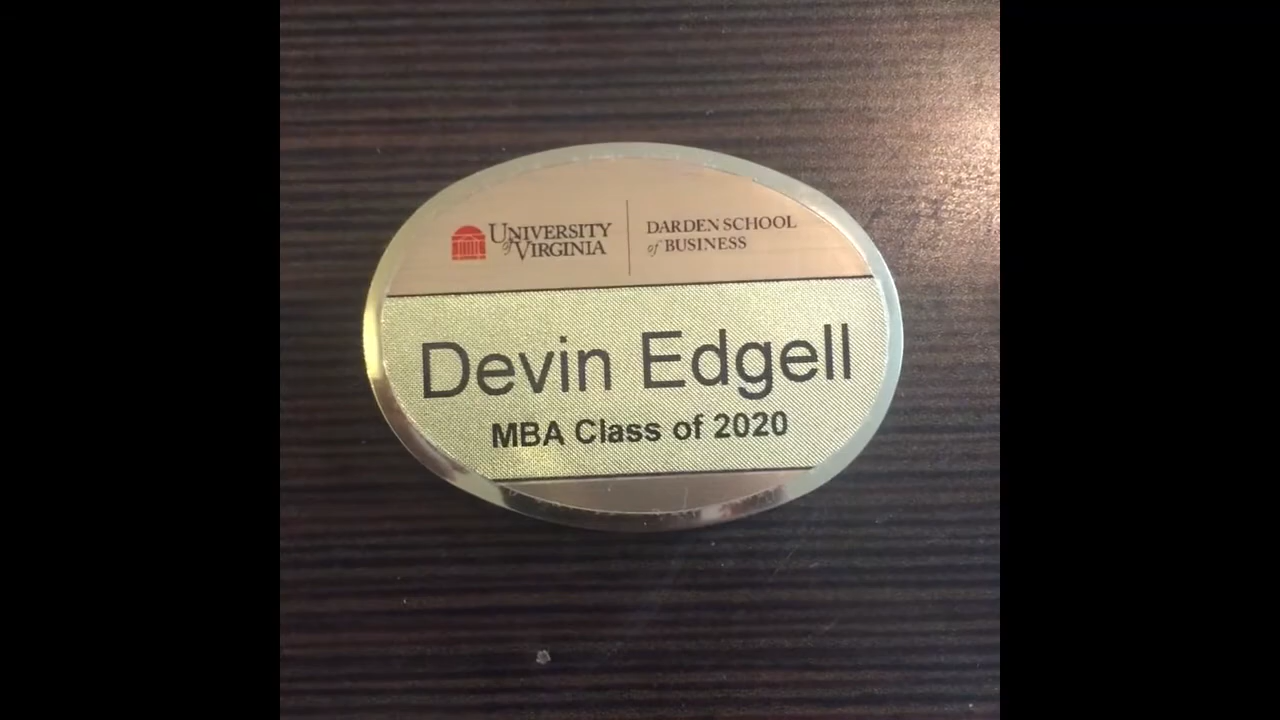 UNIVERSITY
of VIRGINIA
DARDEN SCHOOL
of BUSINESS
Devin Edgell
MBA Class of 2020